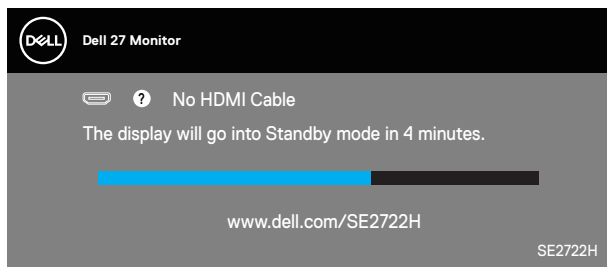 DELL
Dell 27 Monitor
? No HDMI Cable
The display will go into Standby mode in 4 minutes.
www.dell.com/SE2722H
SE2722H